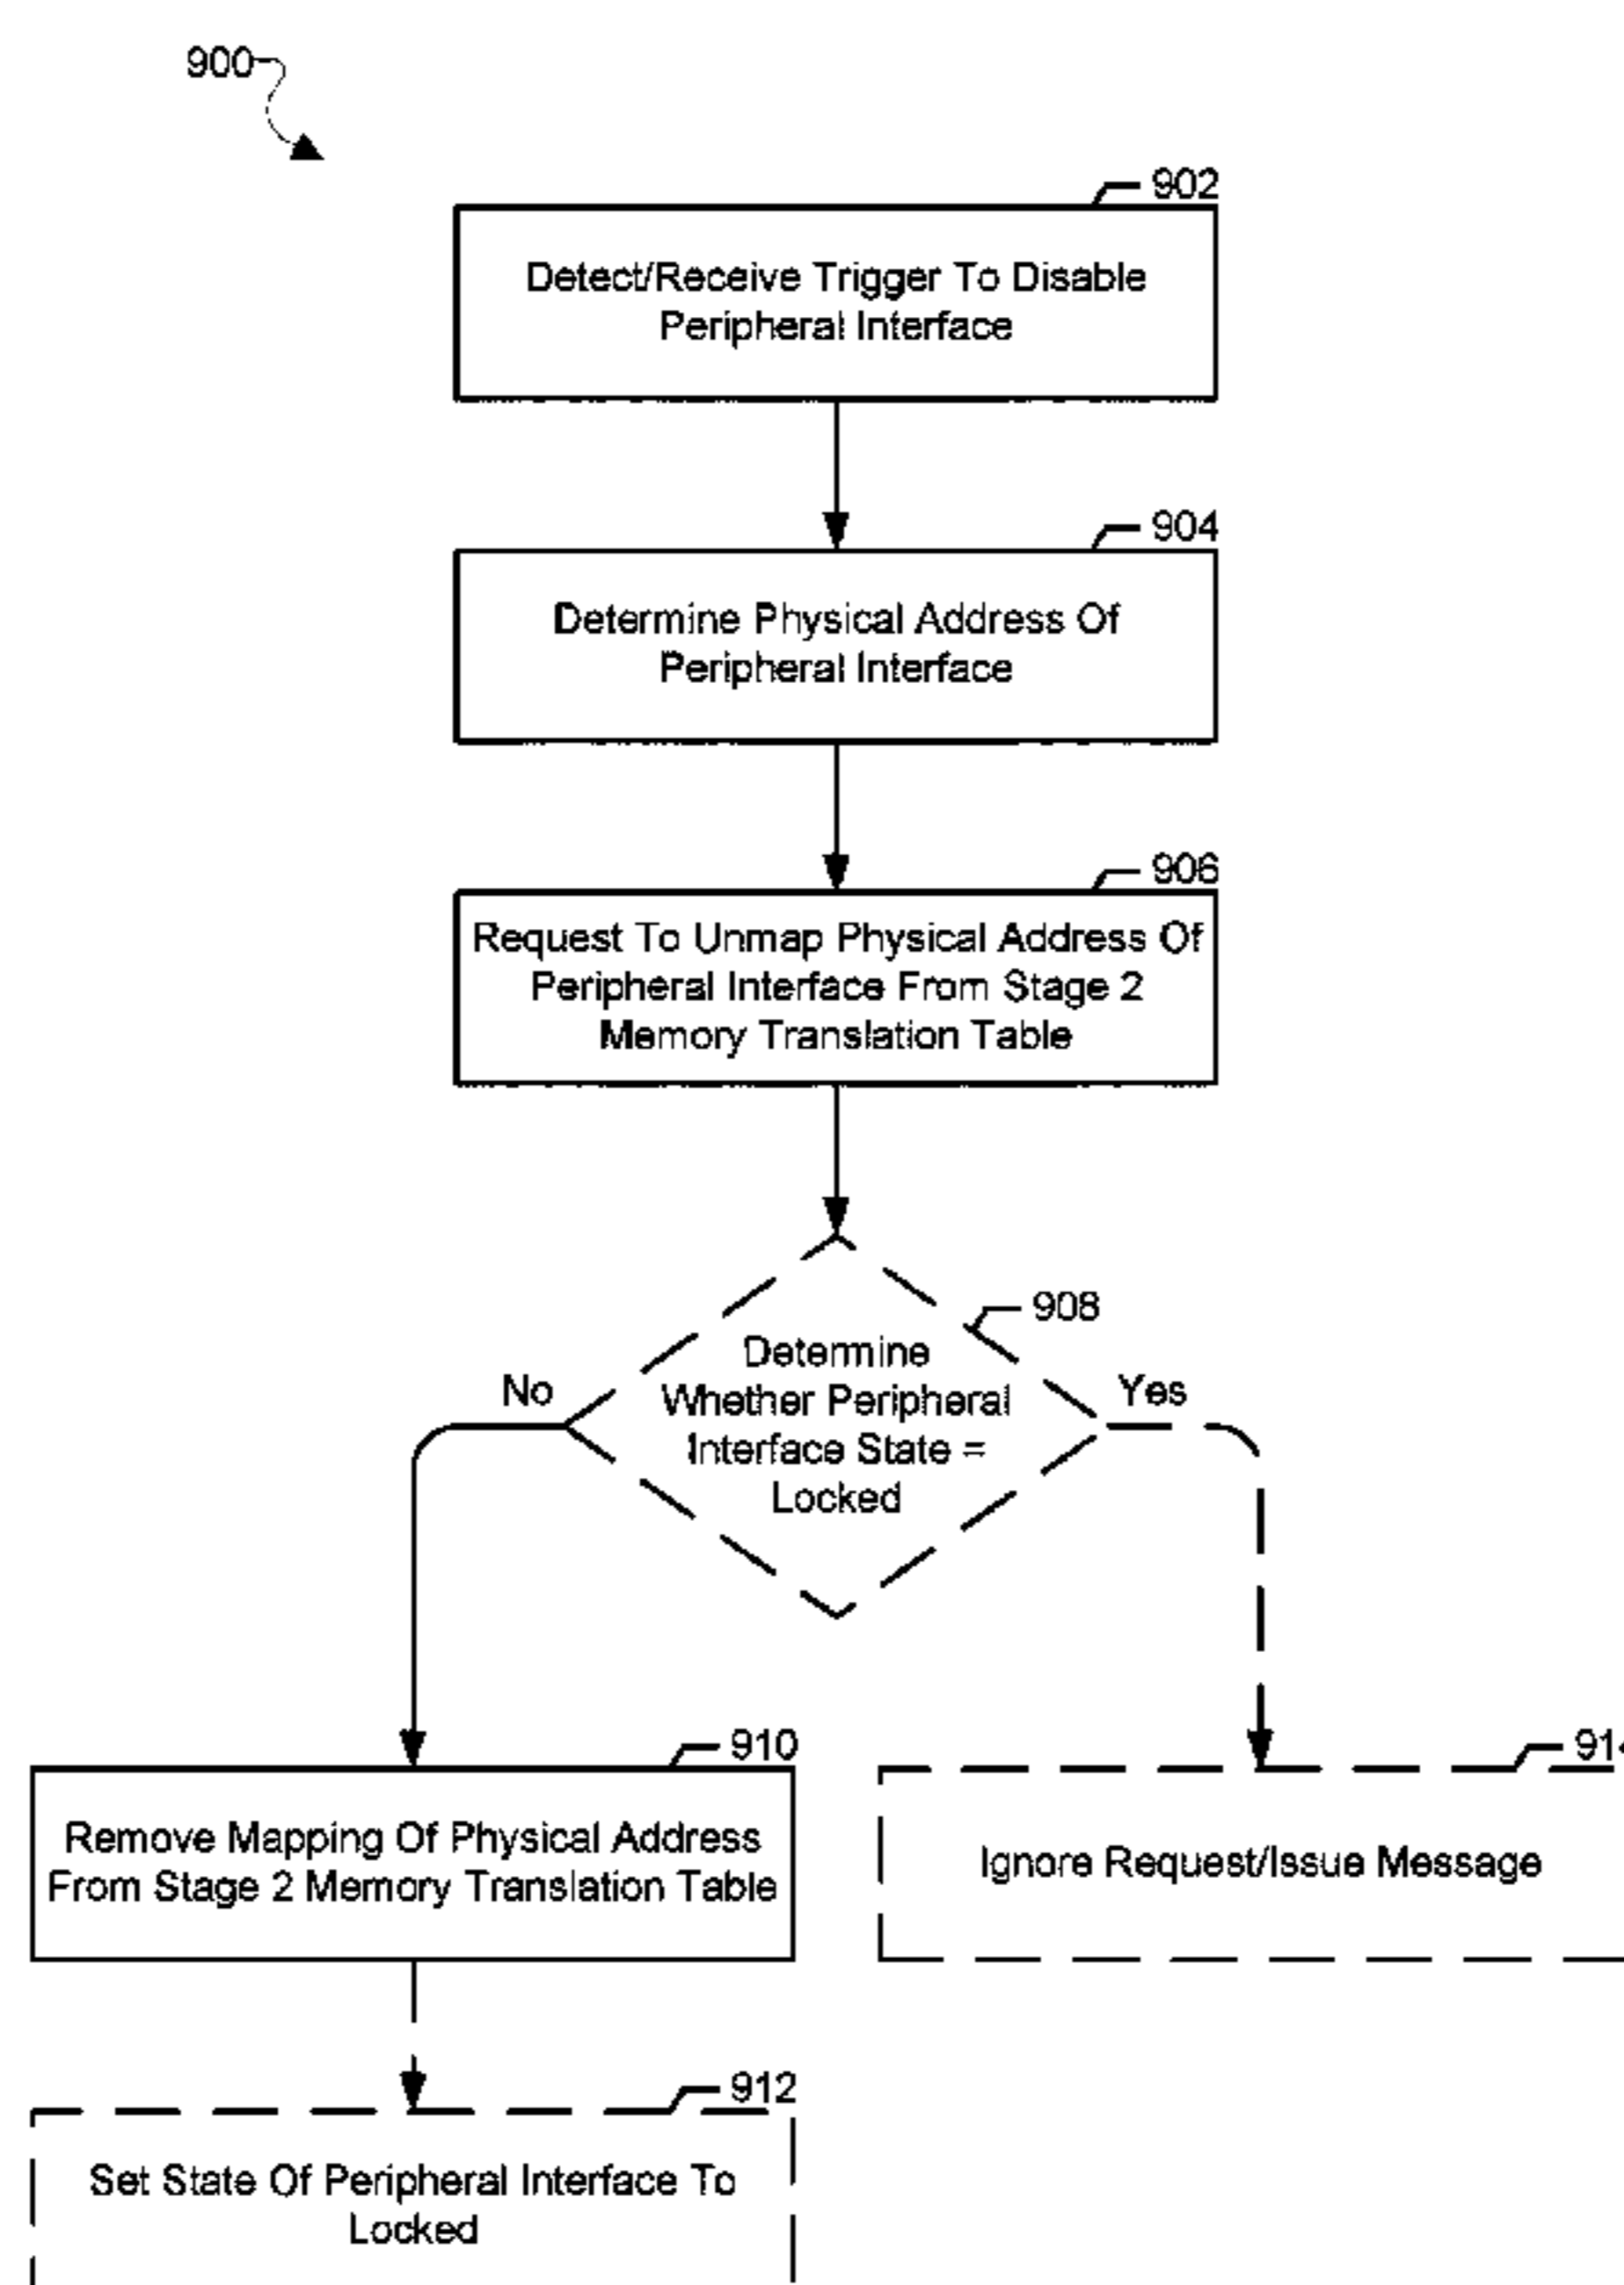 900
902
Detect/Receive Trigger To Disable
Peripheral Interface
904
Determine Physical Address Of
Peripheral Interface
906
Request To Unmap Physical Address Of
Peripheral Interface From Stage 2
Memory Translation Table
908
Determine
Whether Peripheral
Interface State =
Locked
No
Yes
910
Remove Mapping Of Physical Address
From Stage 2 Memory Translation Table
914
Ignore Request/Issue Message
912
Set State Of Peripheral Interface To
Locked